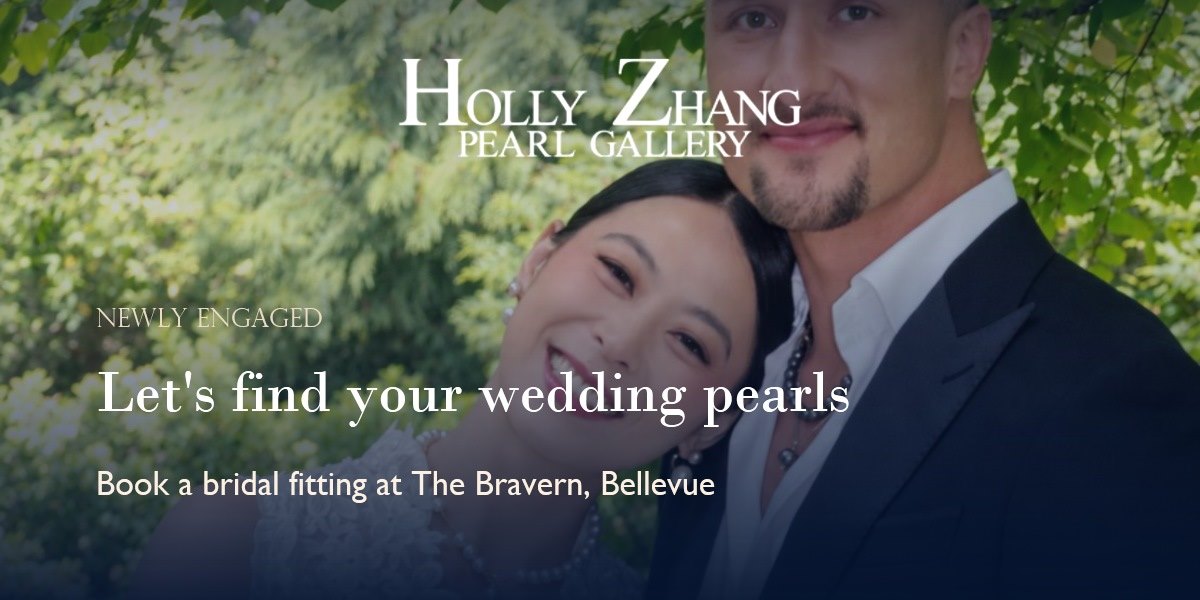 HOLLY ZHANG
PEARL GALLERY
NEWLY ENGAGED
Let's find your wedding pearls
Book a bridal fitting at The Bravern, Bellevue